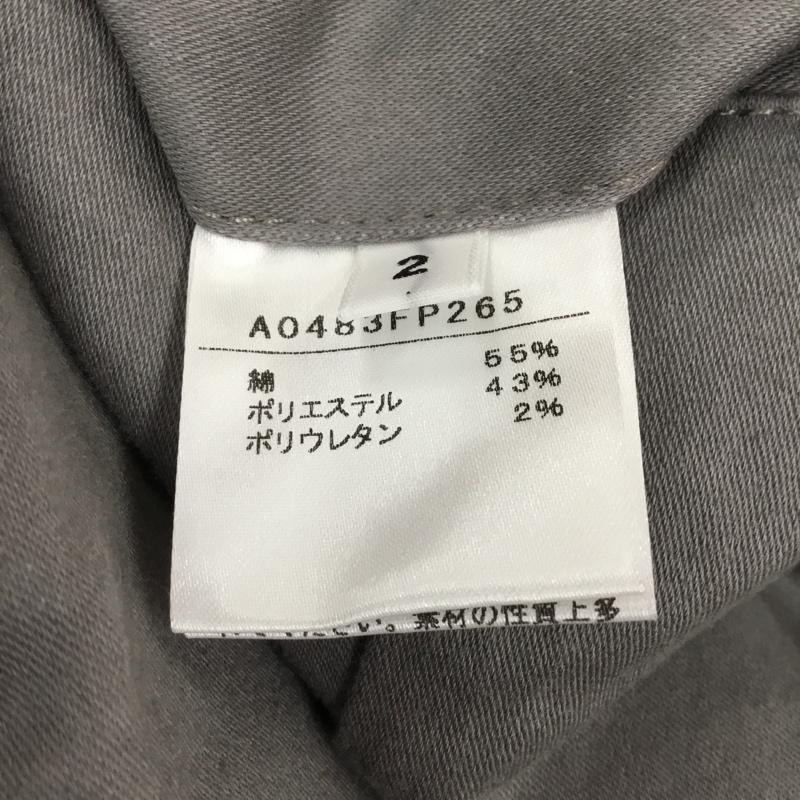 2
A0483FP265
綿 55%
ポリエステル 43%
ポリウレタン 2%
い。素材の性質上多